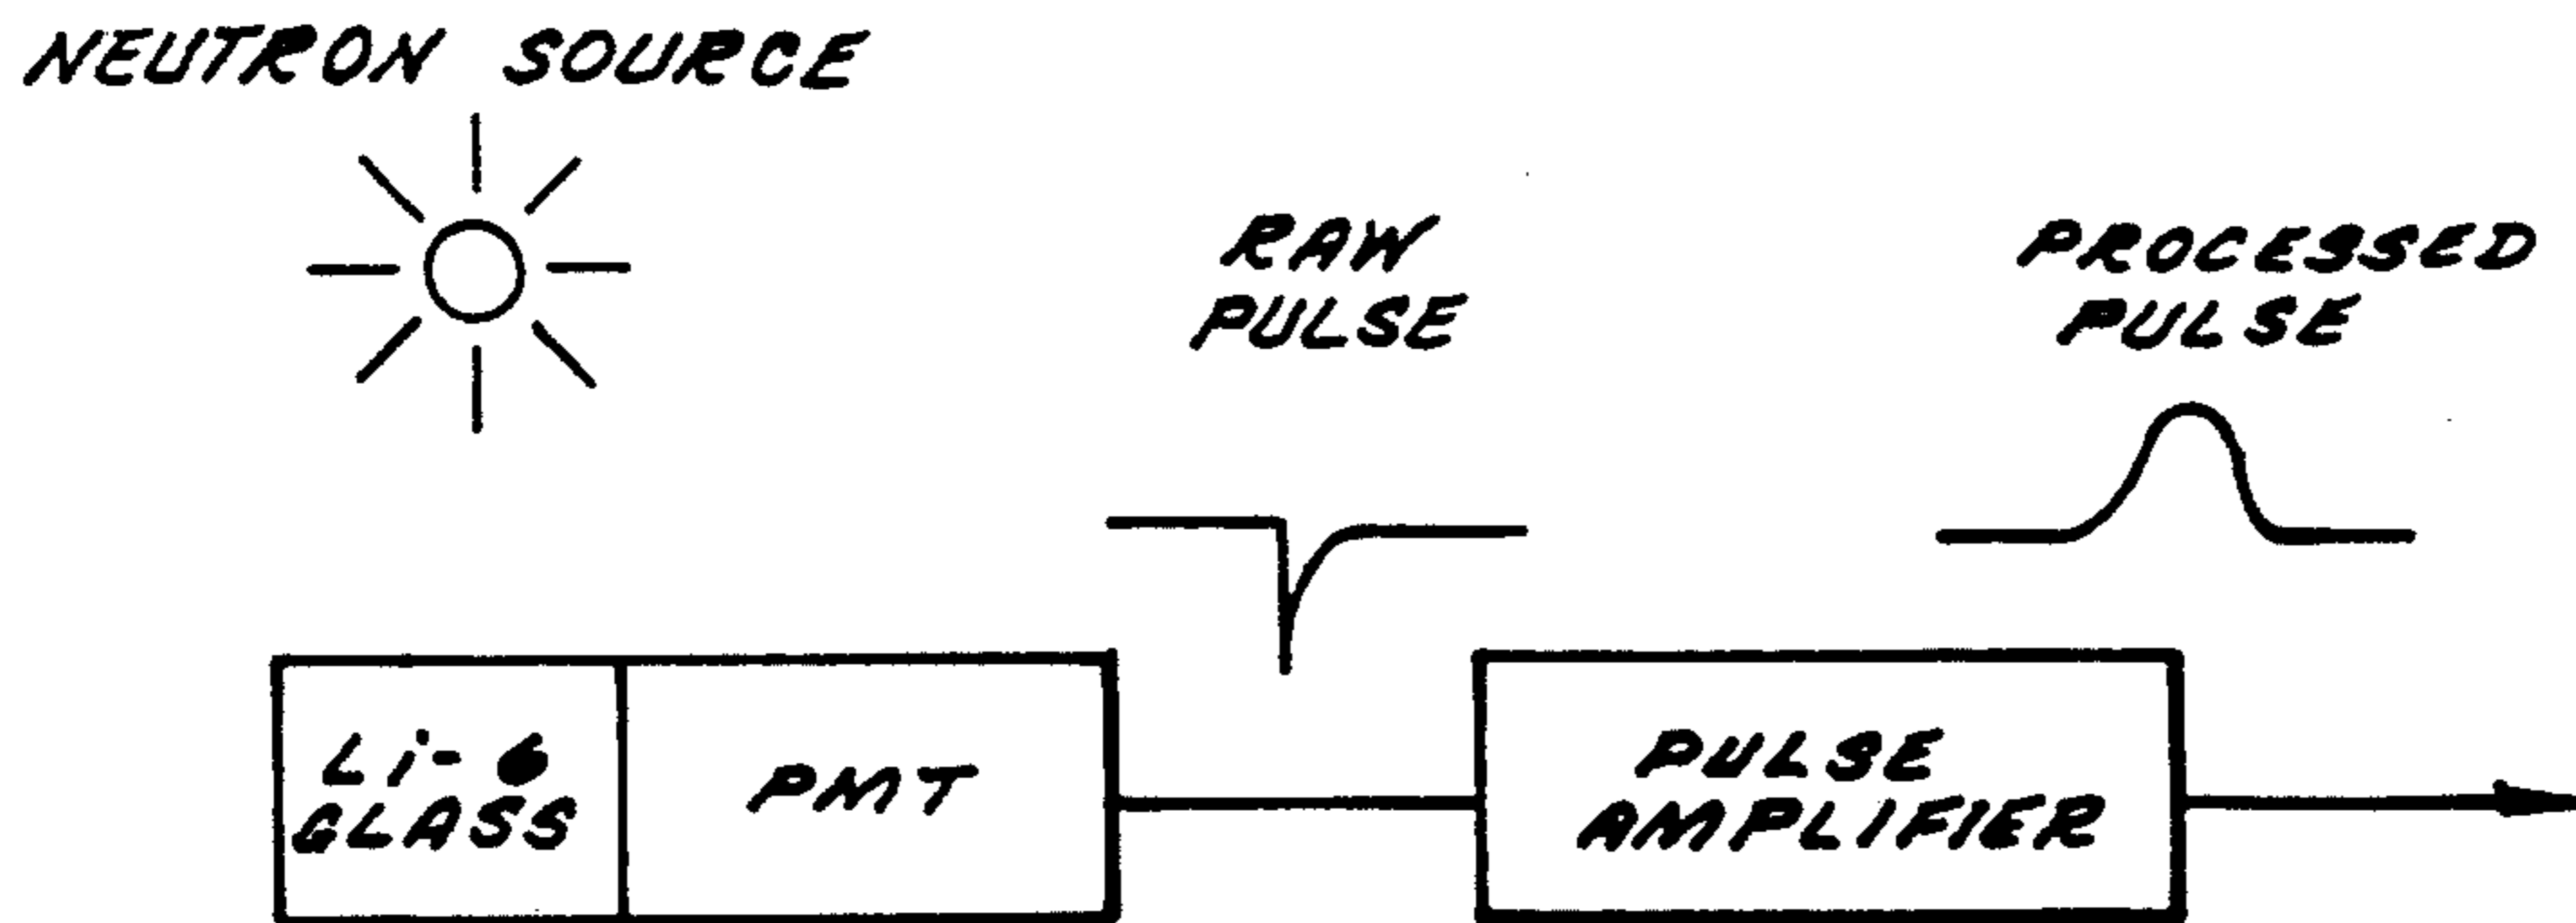 NEUTRON SOURCE
RAW
PULSE
PROCESSED
PULSE
Li-6
GLASS
PMT
PULSE
AMPLIFIER